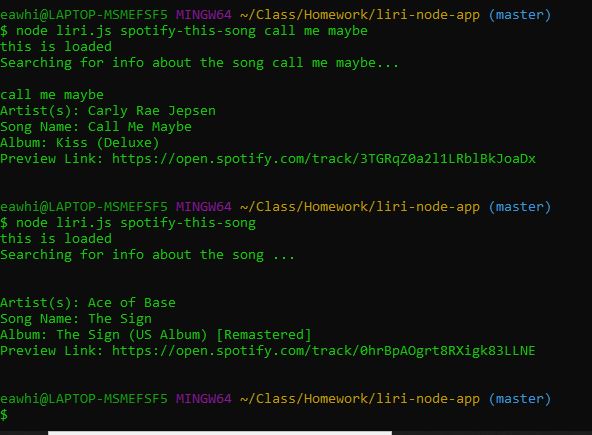 eawhi@LAPTOP-MSMEFSF5 MINGW64 ~/Class/Homework/liri-node-app (master)
$ node liri.js spotify-this-song call me maybe
this is loaded
Searching for info about the song call me maybe...
call me maybe
Artist(s): Carly Rae Jepsen
Song Name: Call Me Maybe
Album: Kiss (Deluxe)
Preview Link: https://open.spotify.com/track/3TGRqZ0a2l1LRblBkJoaDx
eawhi@LAPTOP-MSMEFSF5 MINGW64 ~/Class/Homework/liri-node-app (master)
$ node liri.js spotify-this-song
this is loaded
Searching for info about the song ...
Artist(s): Ace of Base
Song Name: The Sign
Album: The Sign (US Album) [Remastered]
Preview Link: https://open.spotify.com/track/0hrBpAOgrt8RXigk83LLNE
eawhi@LAPTOP-MSMEFSF5 MINGW64 ~/Class/Homework/liri-node-app (master)
$